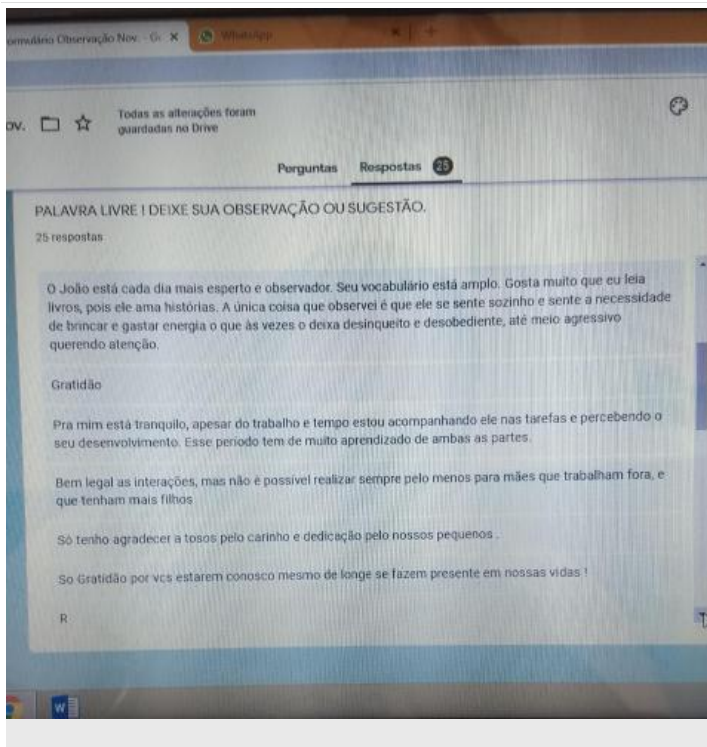 ormulário Observação Nov. - G
WhatsApp
ov.
Todas as alterações foram
guardadas no Drive
Perguntas
Respostas 25
PALAVRA LIVRE ! DEIXE SUA OBSERVAÇÃO OU SUGESTÃO.
25 respostas
O João está cada dia mais esperto e observador. Seu vocabulário está amplo. Gosta muito que eu leia
livros, pois ele ama histórias. A única coisa que observei é que ele se sente sozinho e sente a necessidade
de brincar e gastar energia o que às vezes o deixa desinqueito e desobediente, até meio agressivo
querendo atenção.
Gratidão
Pra mim está tranquilo, apesar do trabalho e tempo estou acompanhando ele nas tarefas e percebendo o
seu desenvolvimento. Esse período tem de muito aprendizado de ambas as partes.
Bem legal as interações, mas não é possível realizar sempre pelo menos para mães que trabalham fora, e
que tenham mais filhos
Só tenho agradecer a tosos pelo carinho e dedicação pelo nossos pequenos .
So Gratidão por vcs estarem conosco mesmo de longe se fazem presente em nossas vidas !
R
W